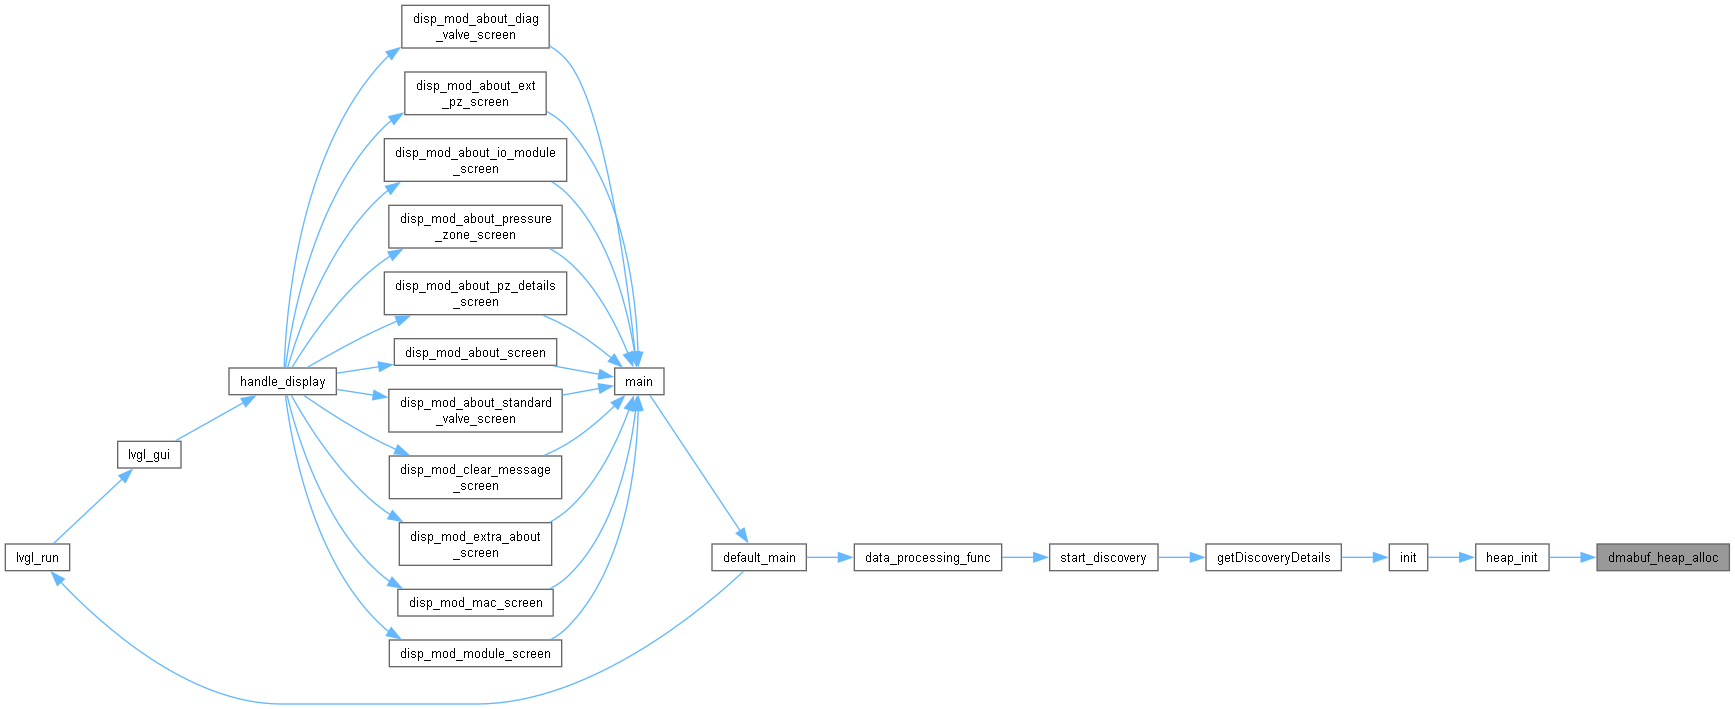 disp_mod_about_diag
_valve_screen
disp_mod_about_ext
_pz_screen
disp_mod_about_io_module
_screen
disp_mod_about_pressure
_zone_screen
disp_mod_about_pz_details
_screen
disp_mod_about_screen
handle_display
main
disp_mod_about_standard
_valve_screen
lvgl_gui
disp_mod_clear_message
_screen
disp_mod_extra_about
_screen
lvgl_run
default_main
data_processing_func
start_discovery
getDiscoveryDetails
init
heap_init
dmabuf_heap_alloc
disp_mod_mac_screen
disp_mod_module_screen